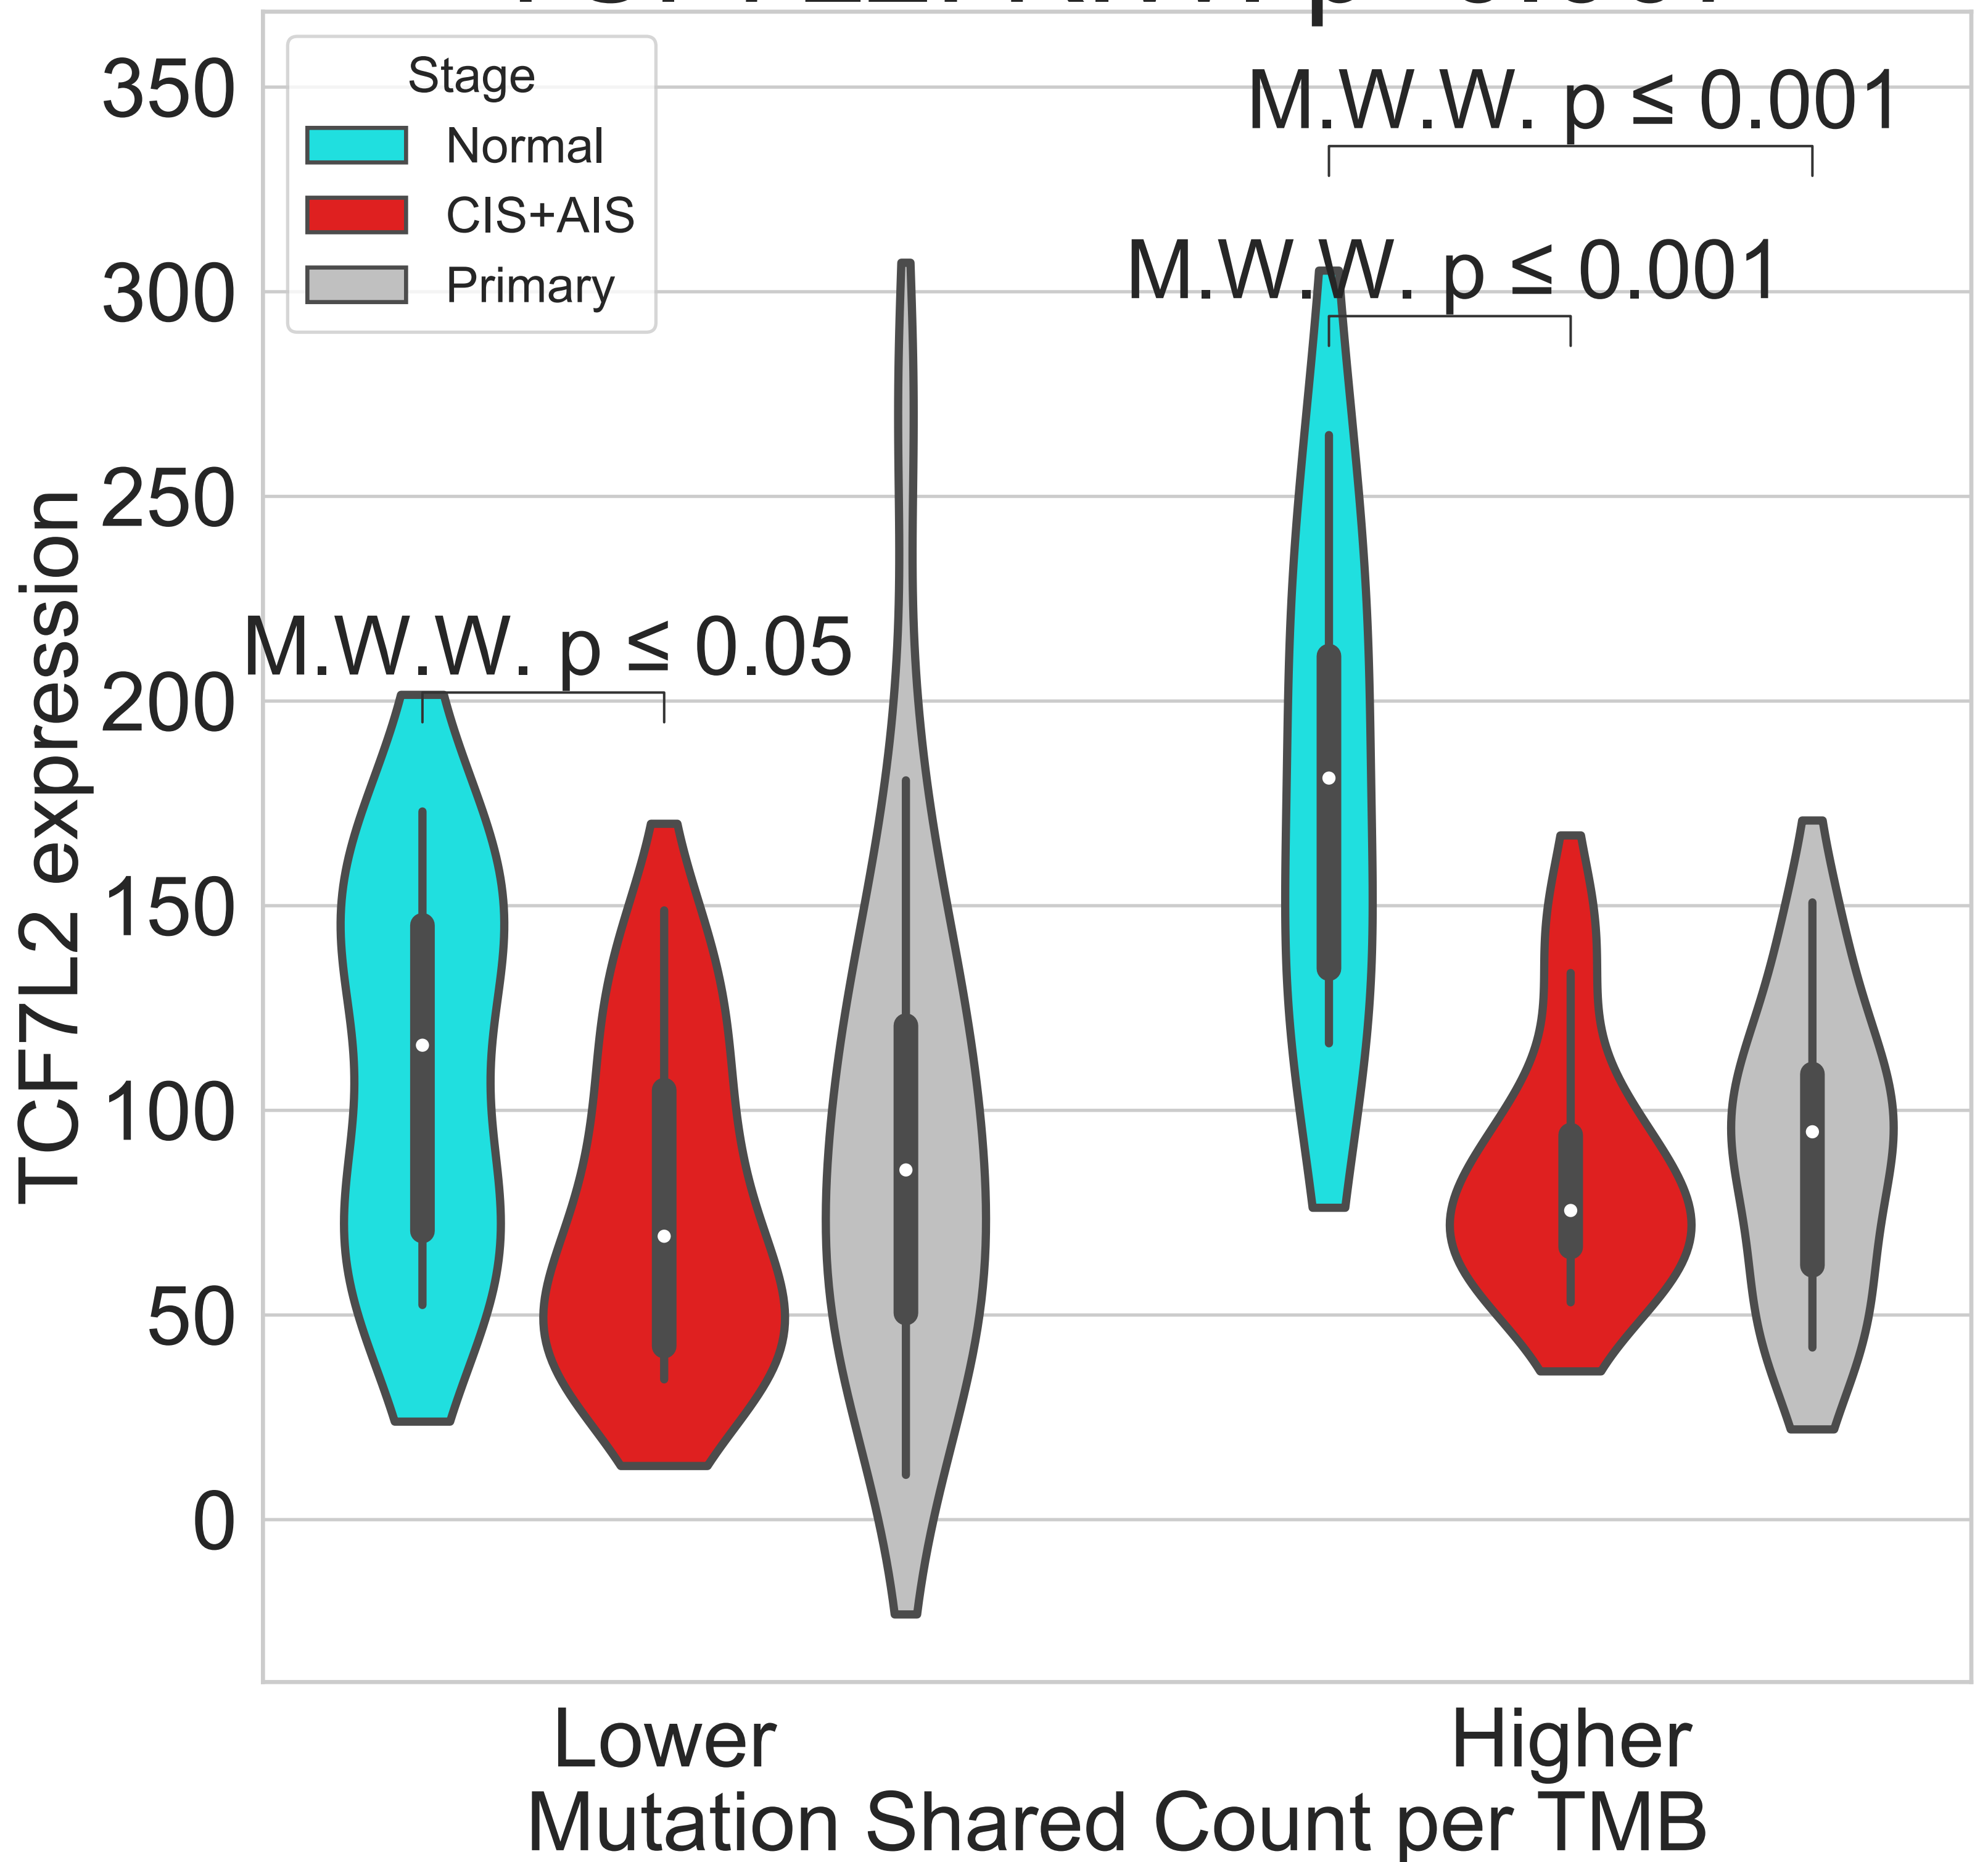 350
300
250
200
150
100
50
0
TCF7L2 expression
Stage
Normal
CIS+AIS
Primary
M.W.W. p ≤ 0.001
M.W.W. p ≤ 0.001
M.W.W. p ≤ 0.05
Lower
Higher
Mutation Shared Count per TMB